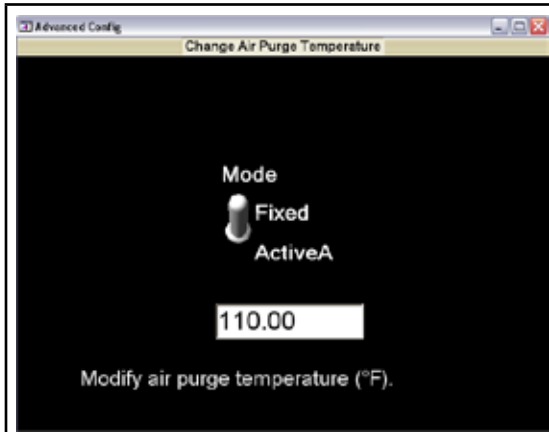 Advanced Config
Change Air Purge Temperature
Mode
Fixed
ActiveA
110.00
Modify air purge temperature (°F).